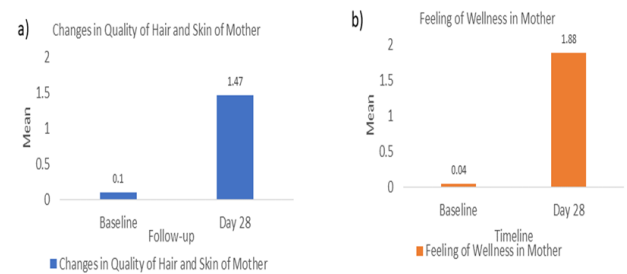 a)
Changes in Quality of Hair and Skin of Mother
2
1.5
1
0.5
0
Mean
0.1
1.47
Baseline
Day 28
Follow-up
Changes in Quality of Hair and Skin of Mother
b)
Feeling of Wellness in Mother
2
1.5
1
0.5
0
Mean
0.04
1.88
Baseline
Day 28
Timeline
Feeling of Wellness in Mother